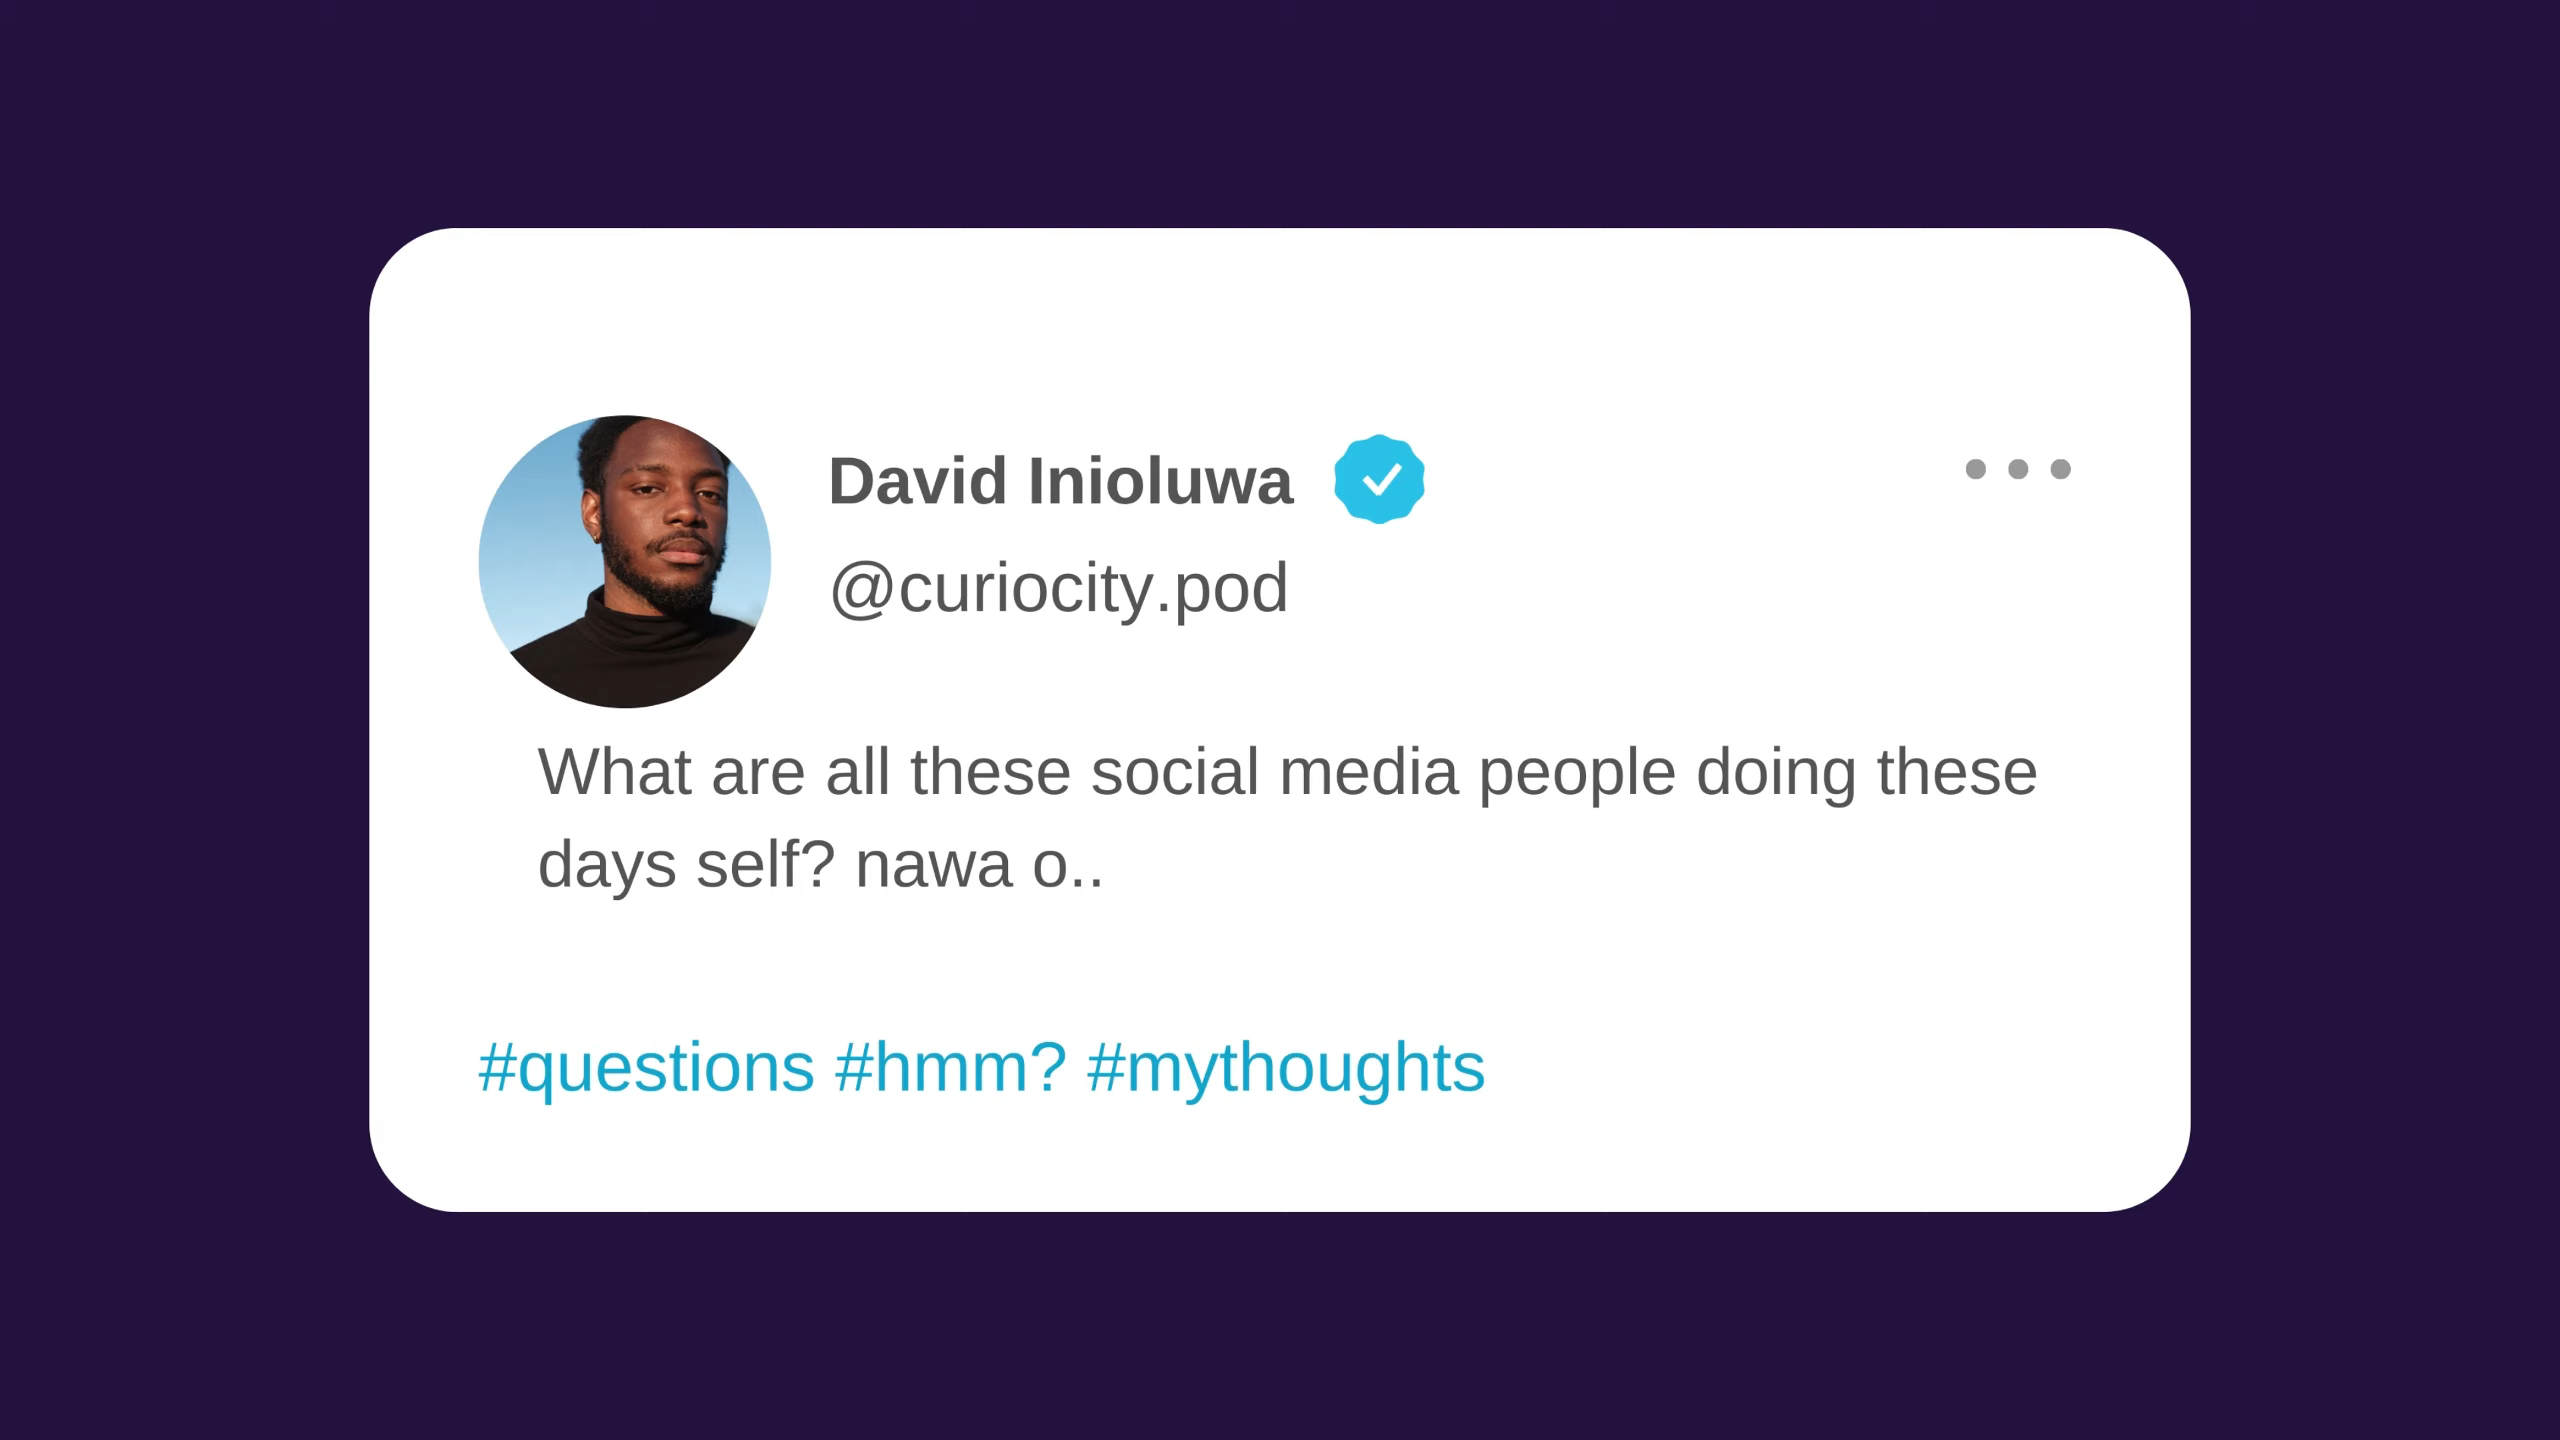 David Inioluwa
@curiocity.pod
What are all these social media people doing these
days self? nawa o..
#questions #hmm? #mythoughts